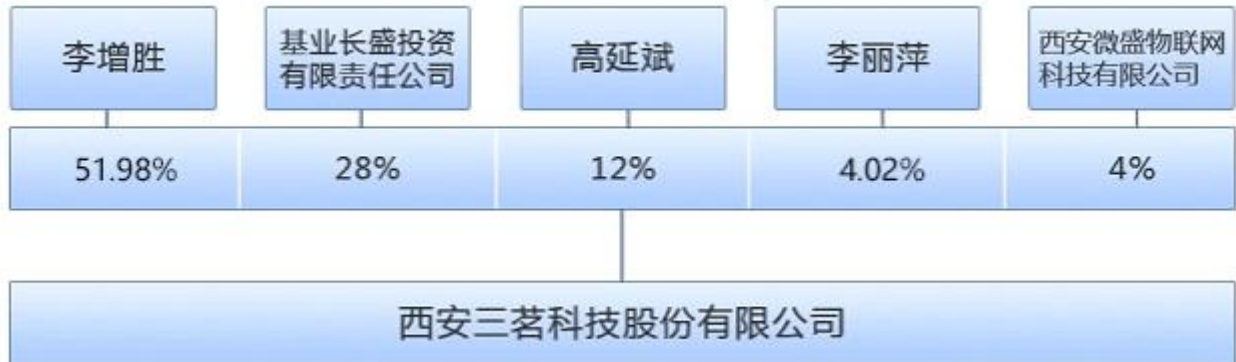 李增胜
基业长盛投资
有限责任公司
高延斌
李丽萍
西安微盛物联网
科技有限公司
51.98%
28%
12%
4.02%
4%
西安三茗科技股份有限公司